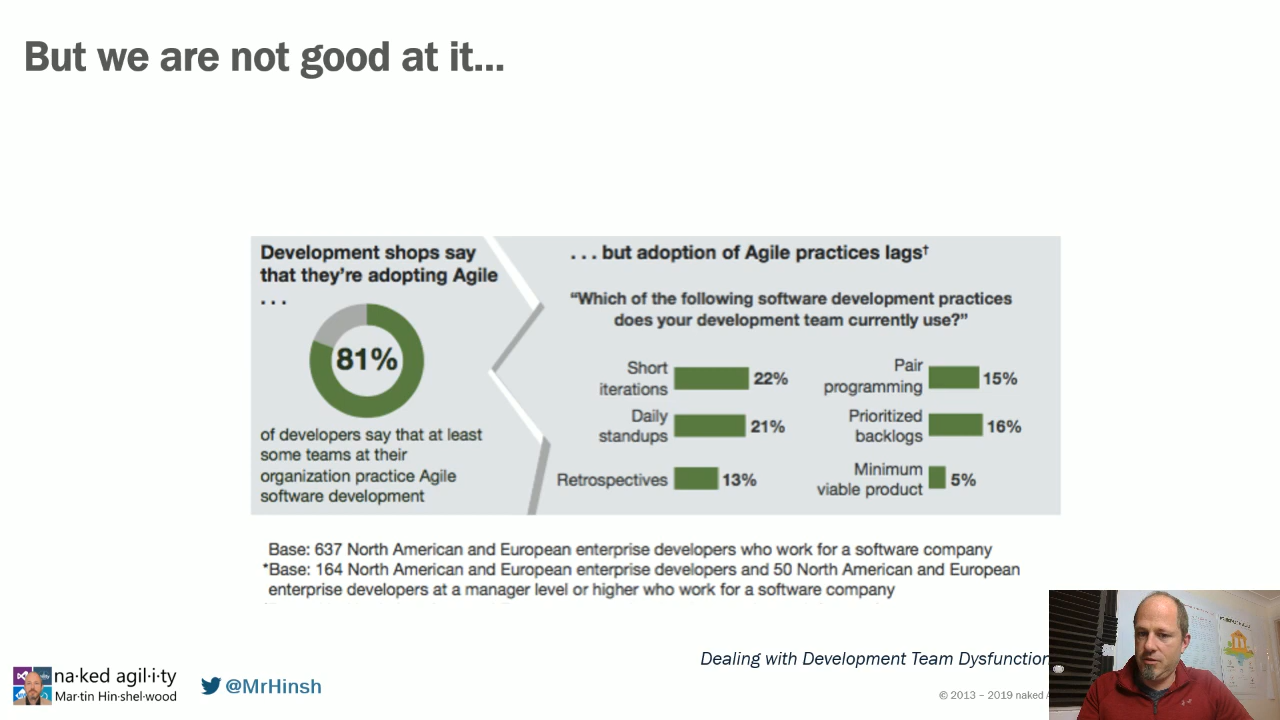 But we are not good at it...
Development shops say
that they're adopting Agile
. . .
81%
of developers say that at least
some teams at their
organization practice Agile
software development
. . . but adoption of Agile practices lags†
“Which of the following software development practices
does your development team currently use?”
Short
iterations
22%
Daily
standups
21%
Retrospectives
13%
Pair
programming
15%
Prioritized
backlogs
16%
Minimum
viable product
5%
Base: 637 North American and European enterprise developers who work for a software company
*Base: 164 North American and European enterprise developers and 50 North American and European
enterprise developers at a manager level or higher who work for a software company
Dealing with Development Team Dysfunction
na·ked agil·i·ty
Mar·tin Hin·shel·wood
@MrHinsh
© 2013 – 2019 naked